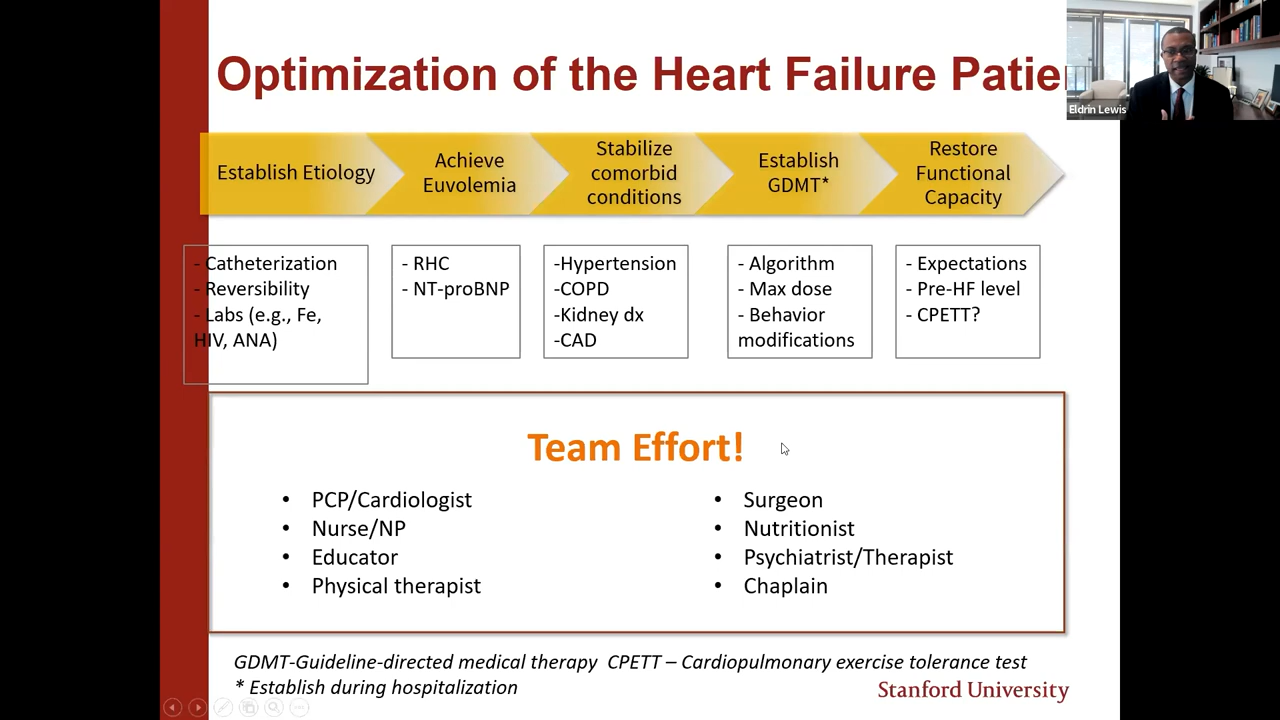 Optimization of the Heart Failure Patie
Eldrin Lewis
Establish Etiology
Achieve
Euvolemia
Stabilize
comorbid
conditions
Establish
GDMT*
Restore
Functional
Capacity
- Catheterization
- Reversibility
- Labs (e.g., Fe,
HIV, ANA)
- RHC
- NT-proBNP
-Hypertension
-COPD
-Kidney dx
-CAD
- Algorithm
- Max dose
- Behavior
modifications
- Expectations
- Pre-HF level
- CPETT?
Team Effort!
• PCP/Cardiologist
• Nurse/NP
• Educator
• Physical therapist
• Surgeon
• Nutritionist
• Psychiatrist/Therapist
• Chaplain
GDMT-Guideline-directed medical therapy CPETT – Cardiopulmonary exercise tolerance test
* Establish during hospitalization
Stanford University